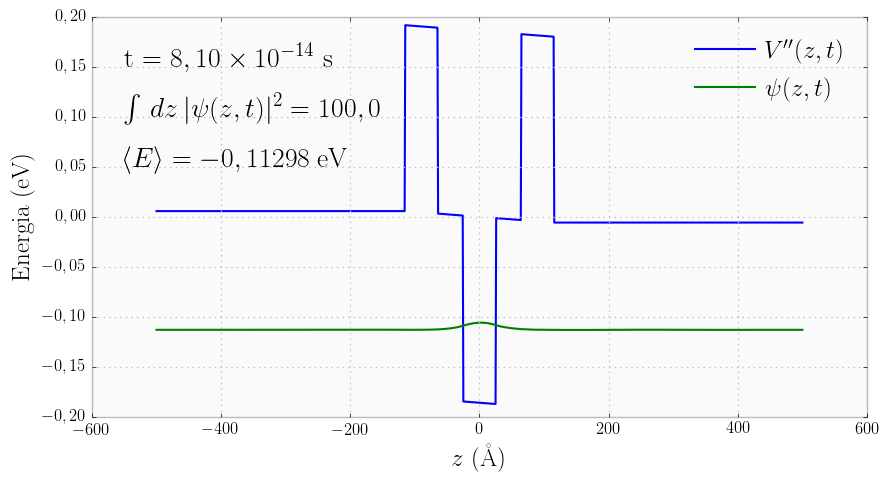 t = 8, 10 × 10⁻¹⁴ s
∫ dz |ψ(z, t)|² = 100, 0
⟨E⟩ = −0, 11298 eV
V′′(z, t)
ψ(z, t)
Energia (eV)
0, 20
0, 15
0, 10
0, 05
0, 00
−0, 05
−0, 10
−0, 15
−0, 20
−600 −400 −200 0 200 400 600
z (Å)